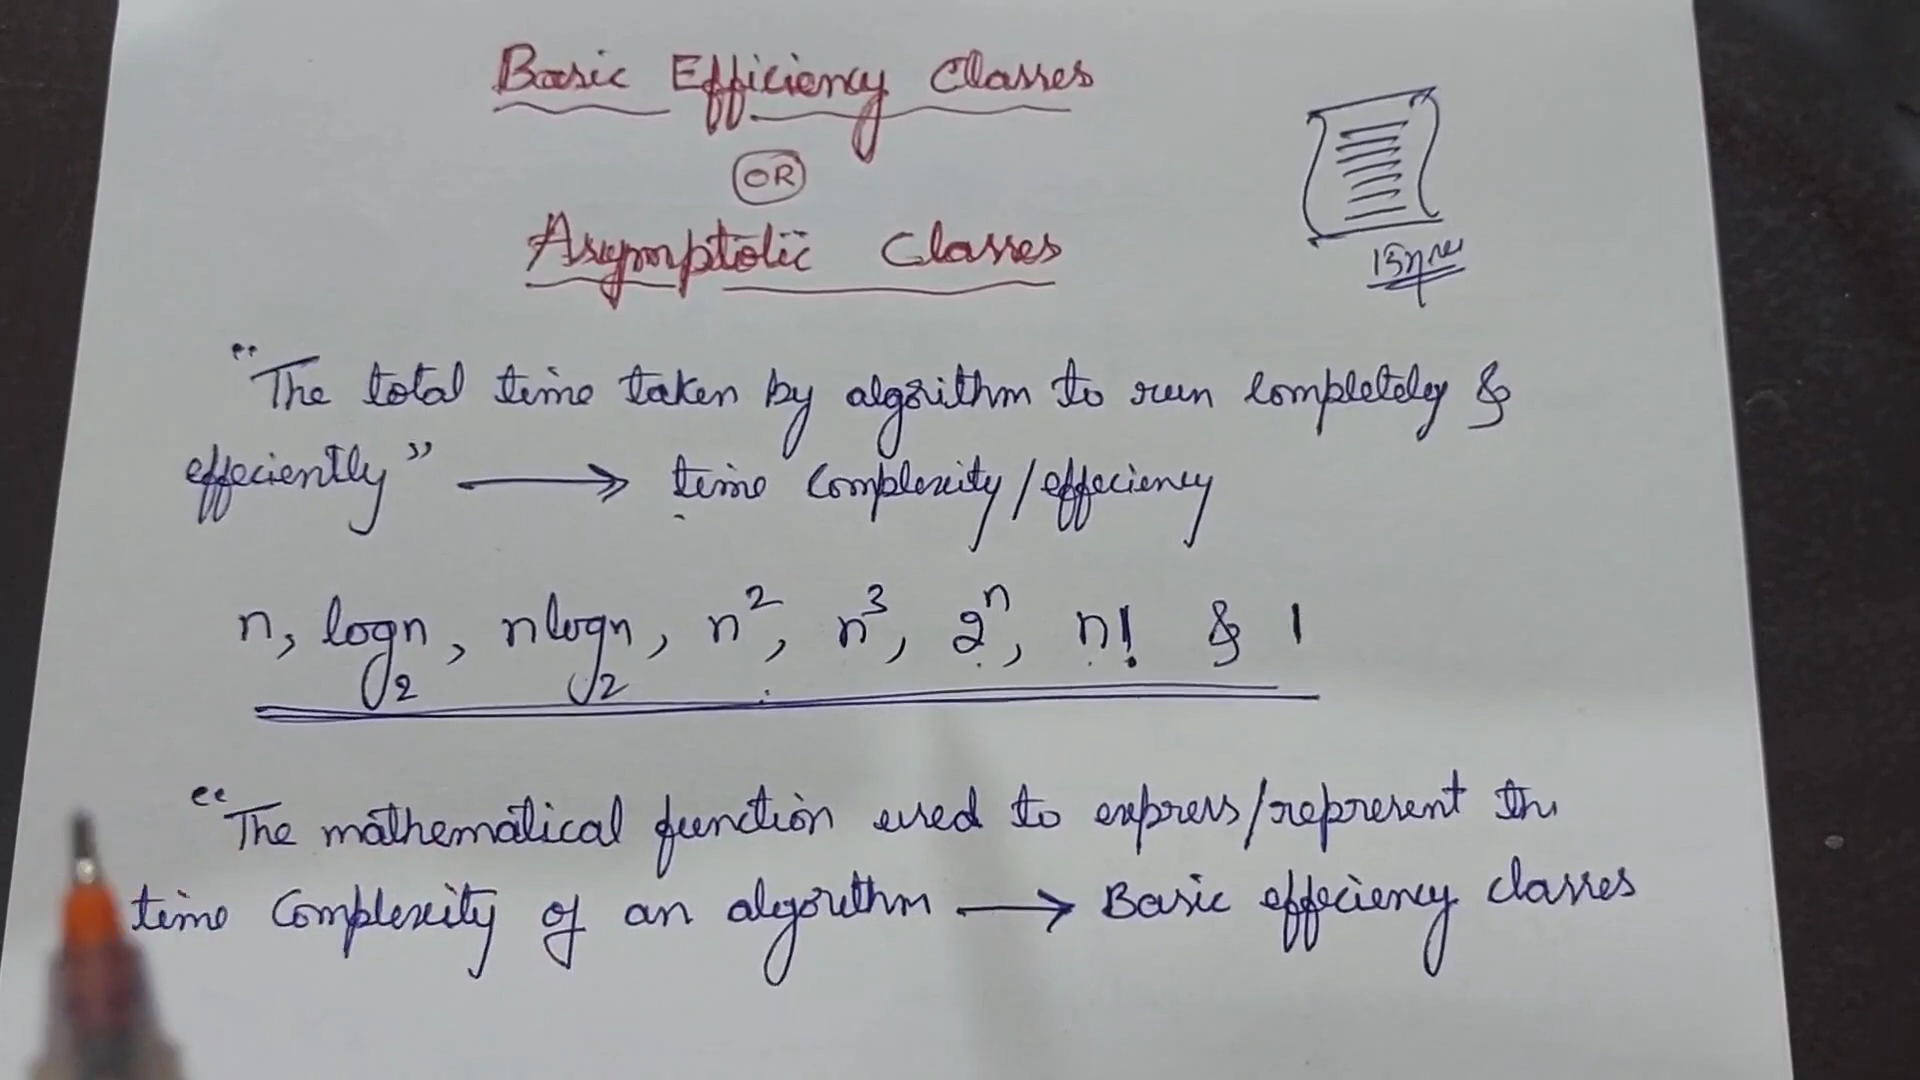 Basic Efficiency Classes
OR
Asymptotic Classes
"The total time taken by algorithm to run completely &
effeciently" → time complexity/effeciency
n, log₂n, nlog₂n, n², n³, 2ⁿ, n! & 1
"The mathematical function used to express/represent the
time complexity of an algorithm → Basic effeciency classes